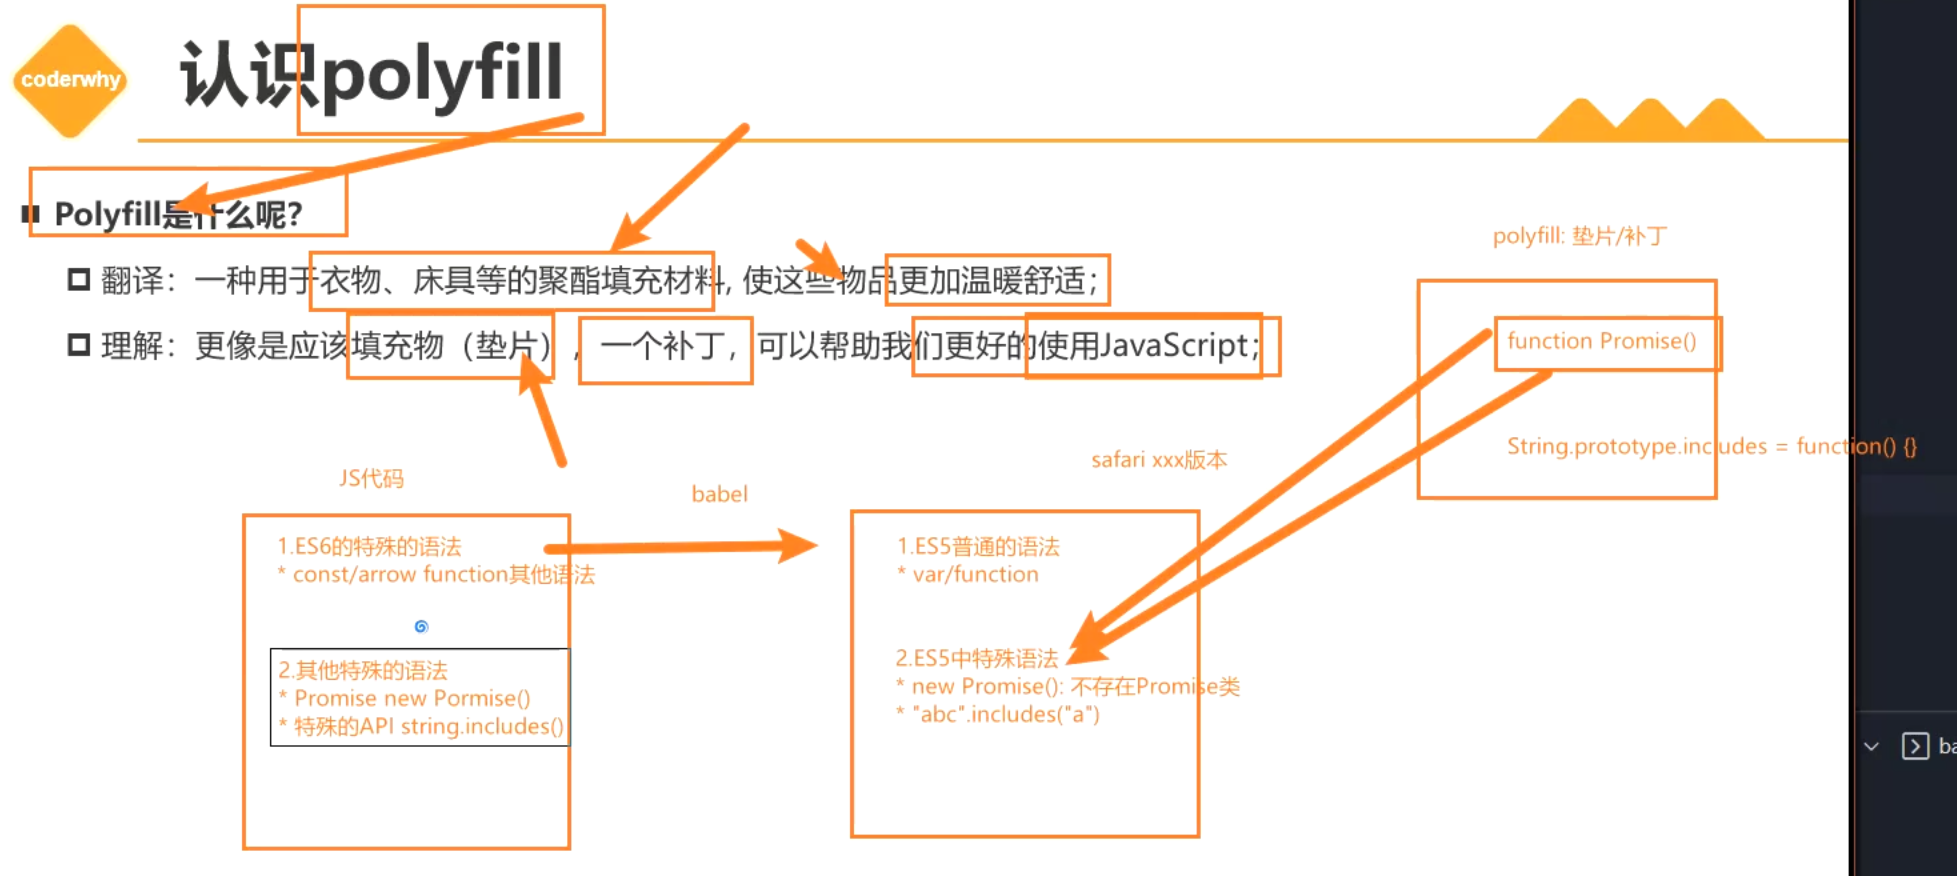 coderwhy
认识polyfill
Polyfill是什么呢?
翻译：一种用于衣物、床具等的聚酯填充材料, 使这些物品更加温暖舒适；
理解：更像是应该填充物（垫片），一个补丁，可以帮助我们更好的使用JavaScript；
polyfill: 垫片/补丁
function Promise()
String.prototype.includes = function() {}
JS代码
babel
safari xxx版本
1.ES6的特殊的语法
* const/arrow function其他语法
2.其他特殊的语法
* Promise new Pormise()
* 特殊的API string.includes()
1.ES5普通的语法
* var/function
2.ES5中特殊语法
* new Promise(): 不存在Promise类
* "abc".includes("a")